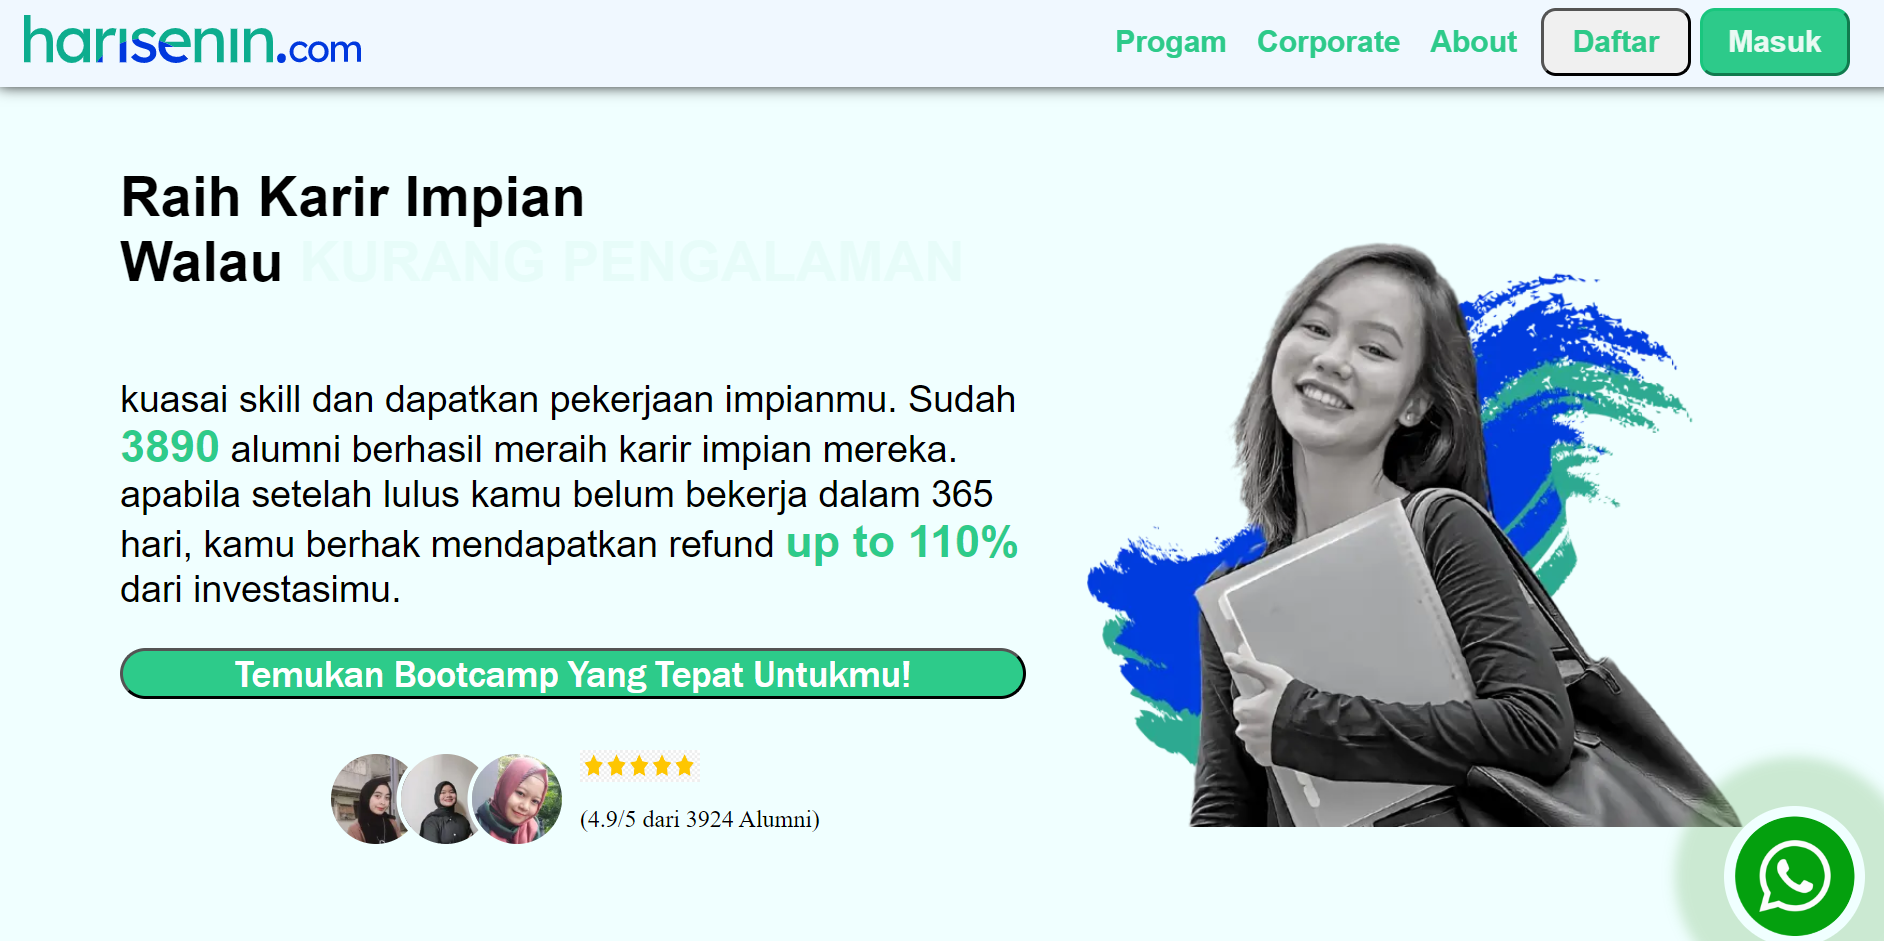 harisenin.com
Progam
Corporate
About
Daftar
Masuk
Raih Karir Impian
Walau KURANG PENGALAMAN
kuasai skill dan dapatkan pekerjaan impianmu. Sudah
3890 alumni berhasil meraih karir impian mereka.
apabila setelah lulus kamu belum bekerja dalam 365
hari, kamu berhak mendapatkan refund up to 110%
dari investasimu.
Temukan Bootcamp Yang Tepat Untukmu!
(4.9/5 dari 3924 Alumni)